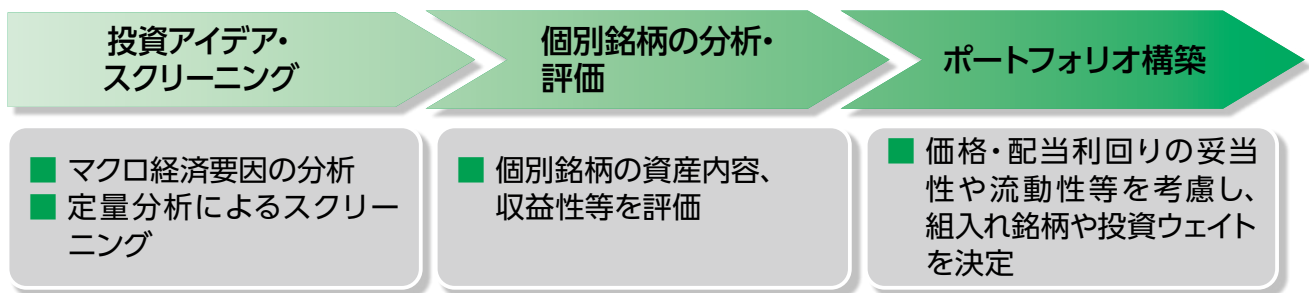 投資アイデア・
スクリーニング
個別銘柄の分析・
評価
ポートフォリオ構築
■ マクロ経済要因の分析
■ 定量分析によるスクリー
ニング
■ 個別銘柄の資産内容、
収益性等を評価
■ 価格・配当利回りの妥当
性や流動性等を考慮し、
組入れ銘柄や投資ウェイト
を決定